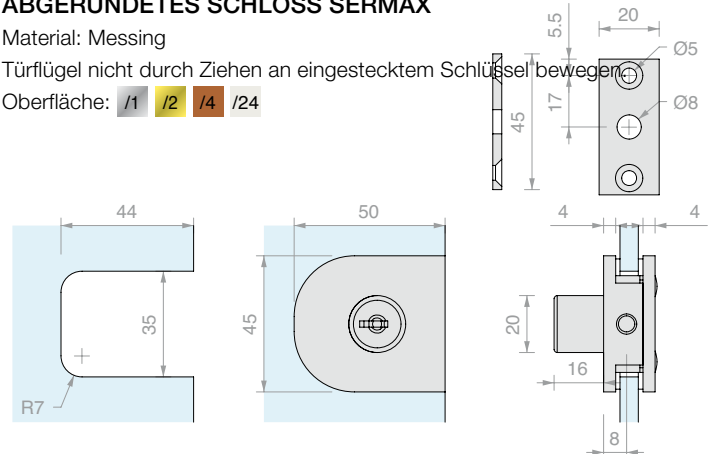 ABGERUNDETES SCHLOSS SERMAX
Material: Messing
Türflügel nicht durch Ziehen an eingestecktem Schlüssel bewegen.
Oberfläche: /1 /2 /4 /24
5.5
20
Ø5
45
17
Ø8
44
50
4
4
35
45
20
16
R7
8